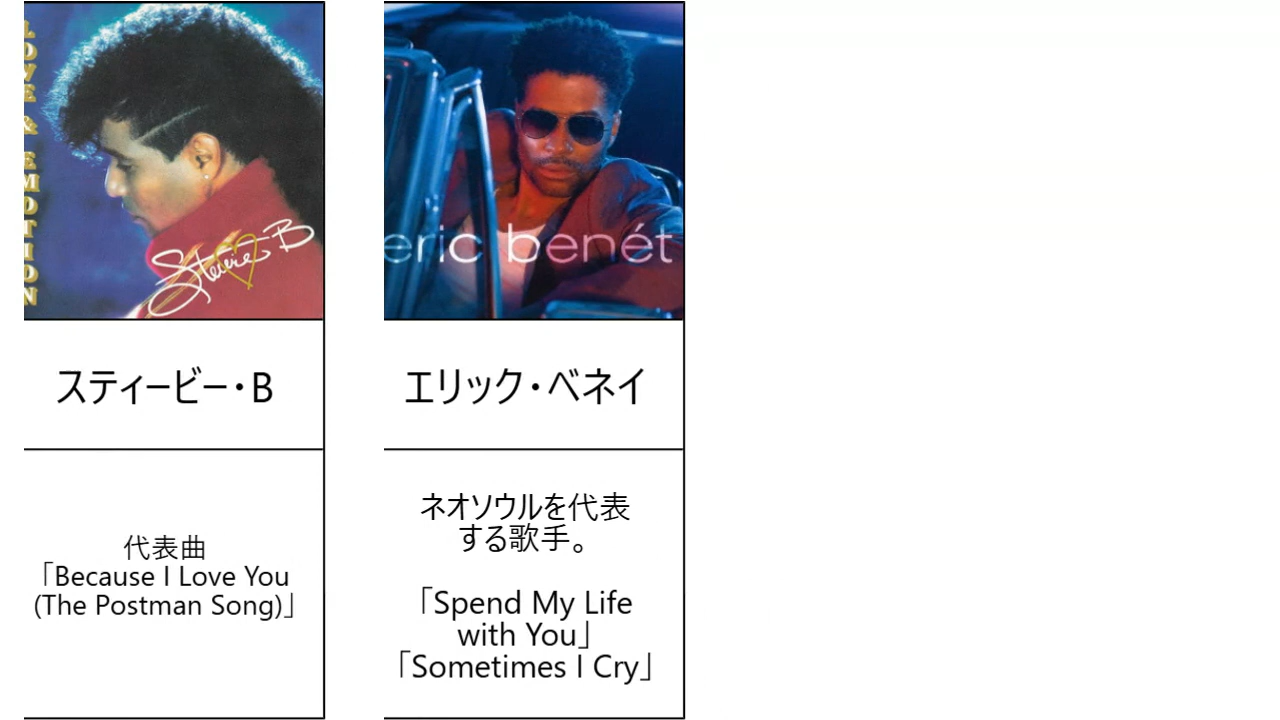 LOVE & EMOTION
Stevie B
スティービー・B
代表曲
「Because I Love You
(The Postman Song)」
eric benét
エリック・ベネイ
ネオソウルを代表
する歌手。
「Spend My Life
with You」
「Sometimes I Cry」